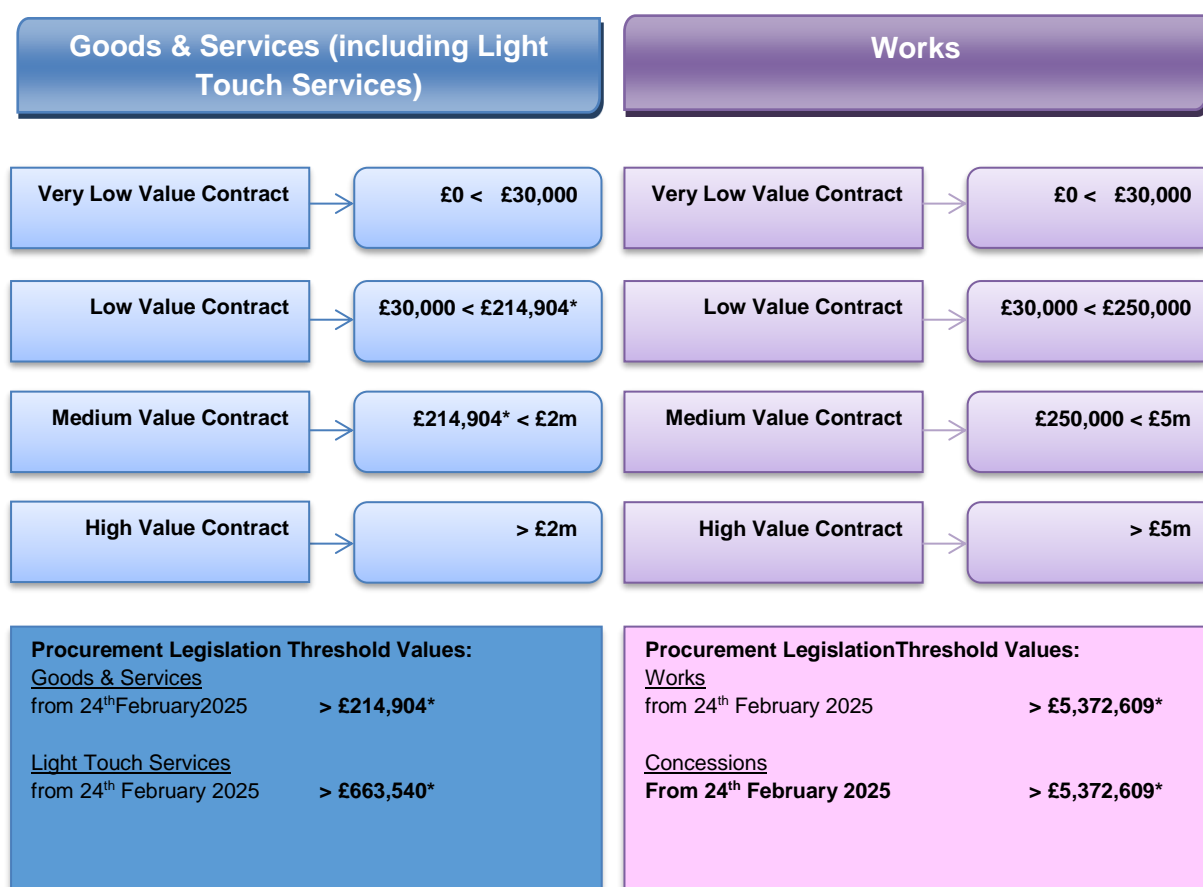 Goods & Services (including Light
Touch Services)
Works
Very Low Value Contract
£0 < £30,000
Very Low Value Contract
£0 < £30,000
Low Value Contract
£30,000 < £214,904*
Low Value Contract
£30,000 < £250,000
Medium Value Contract
£214,904* < £2m
Medium Value Contract
£250,000 < £5m
High Value Contract
> £2m
High Value Contract
> £5m
Procurement Legislation Threshold Values:
Goods & Services
from 24thFebruary2025 > £214,904*
Light Touch Services
from 24th February 2025 > £663,540*
Procurement LegislationThreshold Values:
Works
from 24th February 2025 > £5,372,609*
Concessions
From 24th February 2025 > £5,372,609*